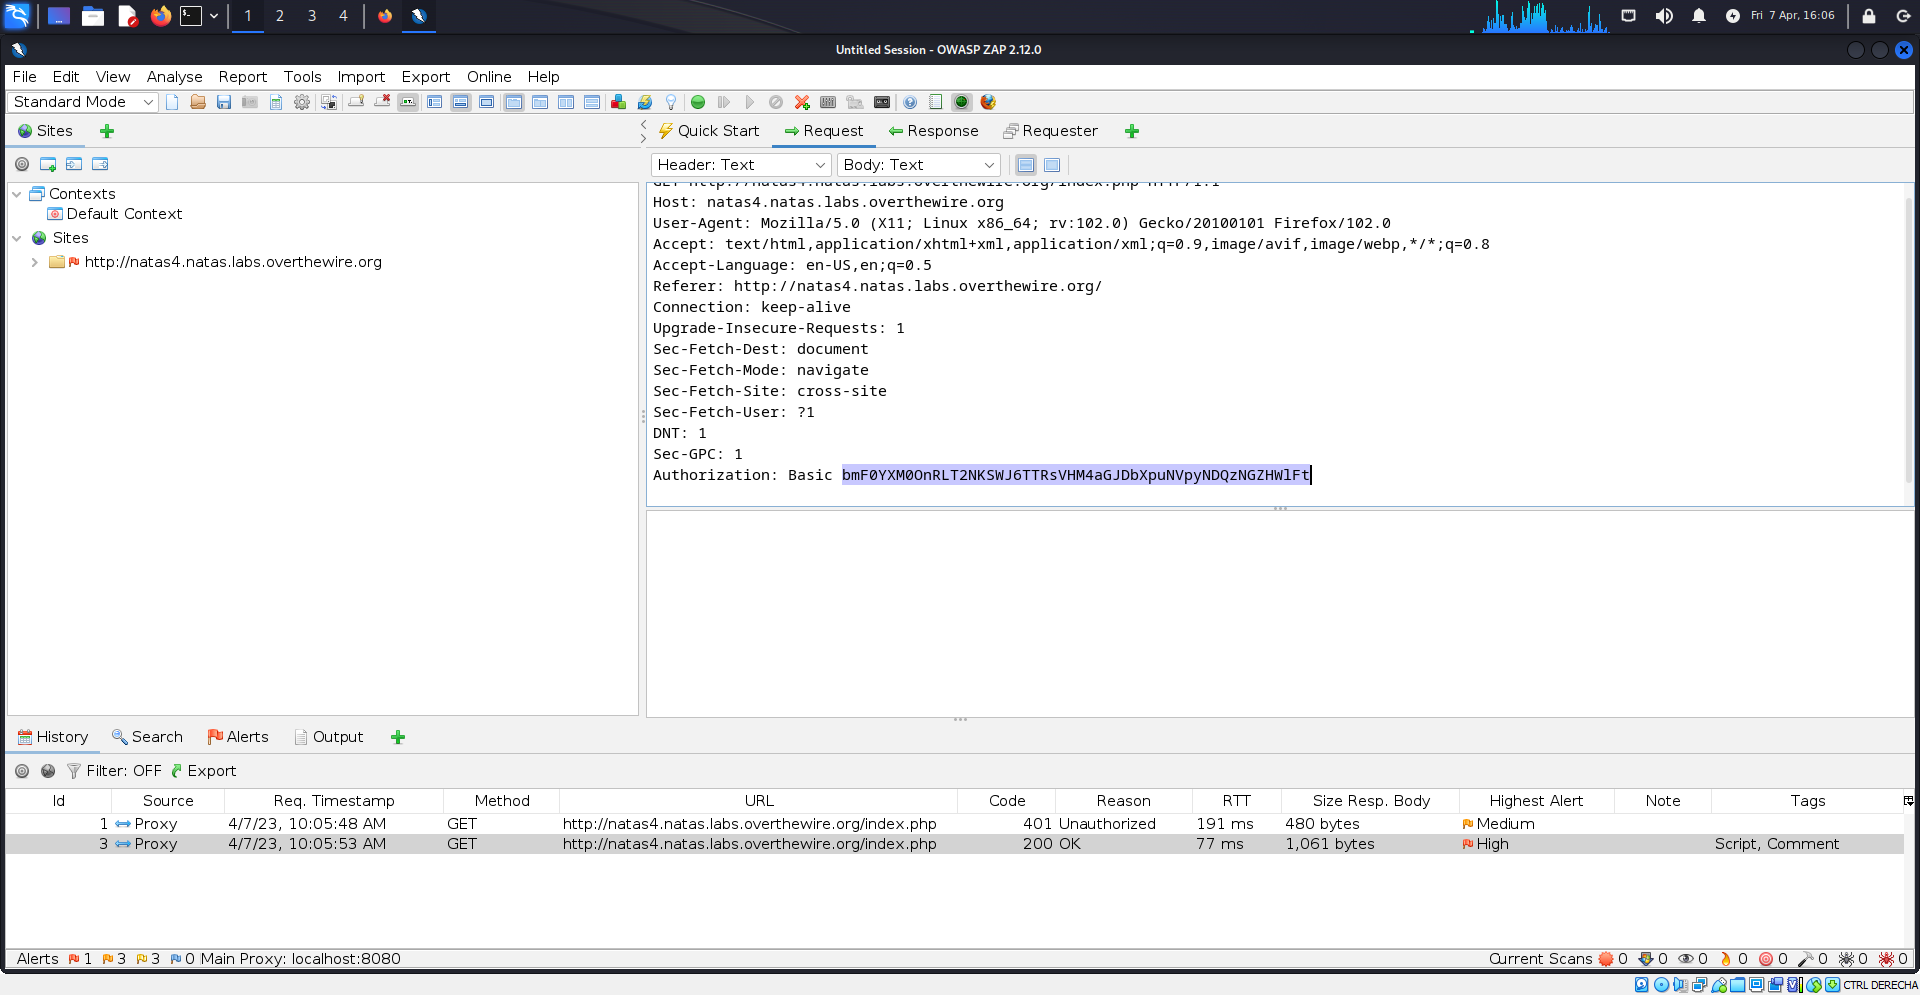 1 2 3 4
Fri 7 Apr, 16:06
Untitled Session - OWASP ZAP 2.12.0
File Edit View Analyse Report Tools Import Export Online Help
Standard Mode
Sites
Quick Start Request Response Requester
Header: Text Body: Text
Contexts
Default Context
Sites
http://natas4.natas.labs.overthewire.org
GET http://natas4.natas.labs.overthewire.org/index.php HTTP/1.1
Host: natas4.natas.labs.overthewire.org
User-Agent: Mozilla/5.0 (X11; Linux x86_64; rv:102.0) Gecko/20100101 Firefox/102.0
Accept: text/html,application/xhtml+xml,application/xml;q=0.9,image/avif,image/webp,*/*;q=0.8
Accept-Language: en-US,en;q=0.5
Referer: http://natas4.natas.labs.overthewire.org/
Connection: keep-alive
Upgrade-Insecure-Requests: 1
Sec-Fetch-Dest: document
Sec-Fetch-Mode: navigate
Sec-Fetch-Site: cross-site
Sec-Fetch-User: ?1
DNT: 1
Sec-GPC: 1
Authorization: Basic bmF0YXM0OnRLT2NKSWJ6TTRsVHM4aGJDbXpuNVpyNDQzNGZHWlFt
History Search Alerts Output
Filter: OFF Export
Id Source Req. Timestamp Method URL Code Reason RTT Size Resp. Body Highest Alert Note Tags
1 Proxy 4/7/23, 10:05:48 AM GET http://natas4.natas.labs.overthewire.org/index.php 401 Unauthorized 191 ms 480 bytes Medium
3 Proxy 4/7/23, 10:05:53 AM GET http://natas4.natas.labs.overthewire.org/index.php 200 OK 77 ms 1,061 bytes High Script, Comment
Alerts 1 3 3 0 Main Proxy: localhost:8080
Current Scans 0 0 0 0 0 0 0 0
CTRL DERECHA